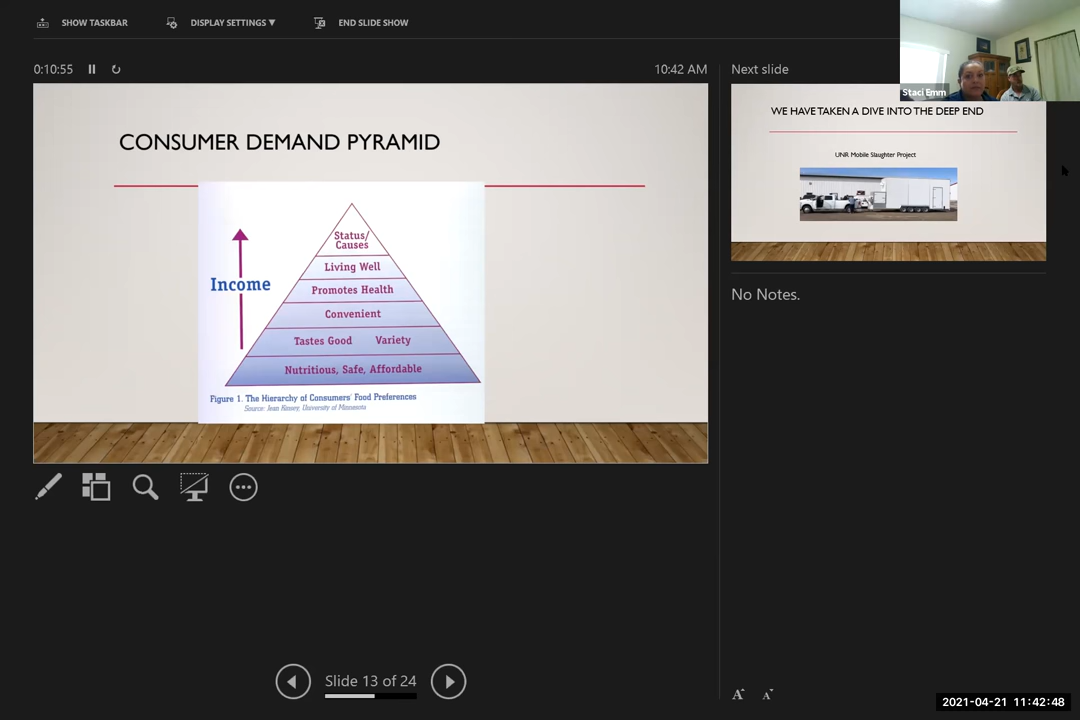 SHOW TASKBAR
DISPLAY SETTINGS ▼
END SLIDE SHOW
0:10:55
10:42 AM
CONSUMER DEMAND PYRAMID
Income
Status/
Causes
Living Well
Promotes Health
Convenient
Tastes Good Variety
Nutritious, Safe, Affordable
Figure 1. The Hierarchy of Consumers' Food Preferences
Source: Jean Kinsey, University of Minnesota
Slide 13 of 24
Next slide
Staci Emm
WE HAVE TAKEN A DIVE INTO THE DEEP END
UNR Mobile Slaughter Project
No Notes.
A A
2021-04-21 11:42:48